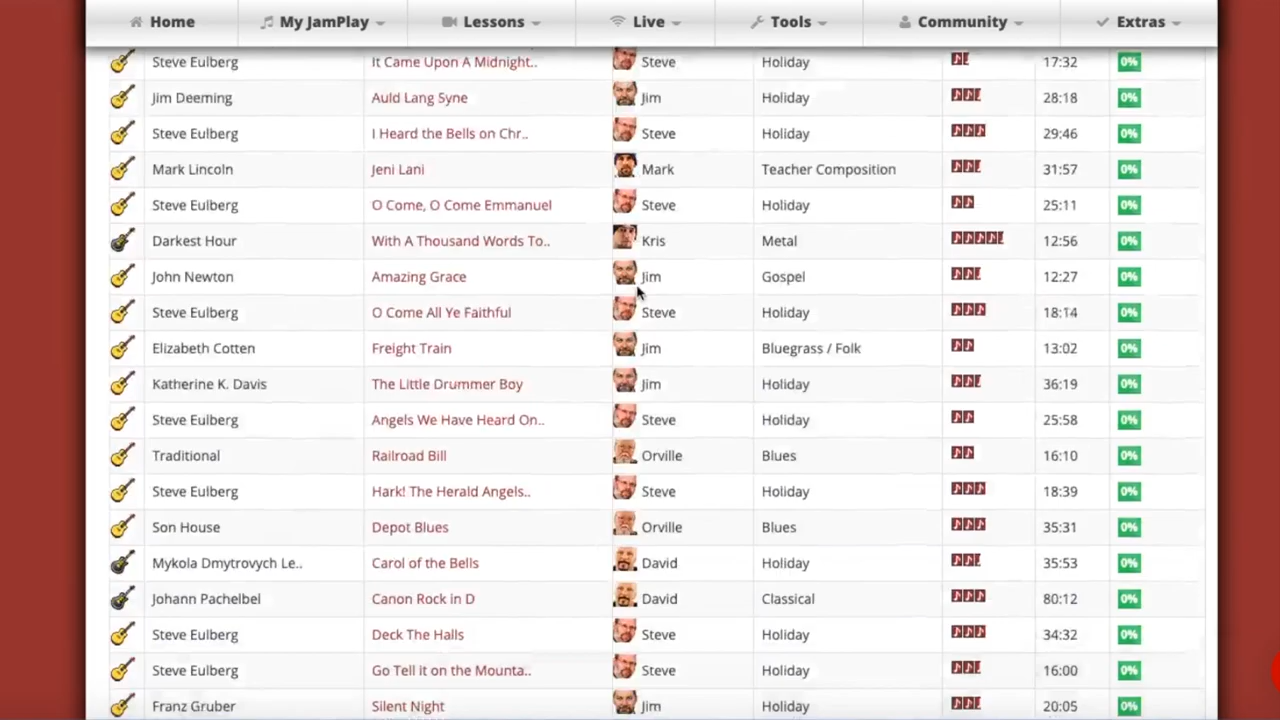 Home My JamPlay Lessons Live Tools Community Extras
Steve Eulberg It Came Upon A Midnight.. Steve Holiday 17:32 0%
Jim Deeming Auld Lang Syne Jim Holiday 28:18 0%
Steve Eulberg I Heard the Bells on Chr.. Steve Holiday 29:46 0%
Mark Lincoln Jeni Lani Mark Teacher Composition 31:57 0%
Steve Eulberg O Come, O Come Emmanuel Steve Holiday 25:11 0%
Darkest Hour With A Thousand Words To.. Kris Metal 12:56 0%
John Newton Amazing Grace Jim Gospel 12:27 0%
Steve Eulberg O Come All Ye Faithful Steve Holiday 18:14 0%
Elizabeth Cotten Freight Train Jim Bluegrass / Folk 13:02 0%
Katherine K. Davis The Little Drummer Boy Jim Holiday 36:19 0%
Steve Eulberg Angels We Have Heard On.. Steve Holiday 25:58 0%
Traditional Railroad Bill Orville Blues 16:10 0%
Steve Eulberg Hark! The Herald Angels.. Steve Holiday 18:39 0%
Son House Depot Blues Orville Blues 35:31 0%
Mykola Dmytrovych Le.. Carol of the Bells David Holiday 35:53 0%
Johann Pachelbel Canon Rock in D David Classical 80:12 0%
Steve Eulberg Deck The Halls Steve Holiday 34:32 0%
Steve Eulberg Go Tell it on the Mounta.. Steve Holiday 16:00 0%
Franz Gruber Silent Night Jim Holiday 20:05 0%